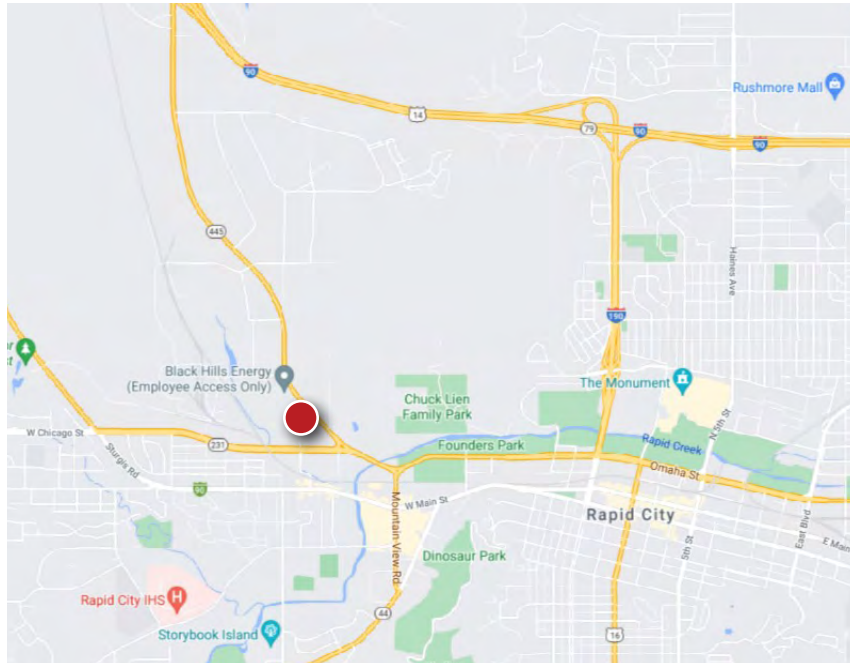 90
14
Rushmore Mall
79
90
90
445
Haines Ave
190
Black Hills Energy
(Employee Access Only)
The Monument
Chuck Lien
Family Park
N 5th St
W Chicago St
231
Founders Park
Rapid Creek
Sturgis Rd
Omaha St
90
W Main St
Mountain View Rd
Rapid City
East Blvd
E Main
5th St
Dinosaur Park
Rapid City IHS
H
44
Storybook Island
16